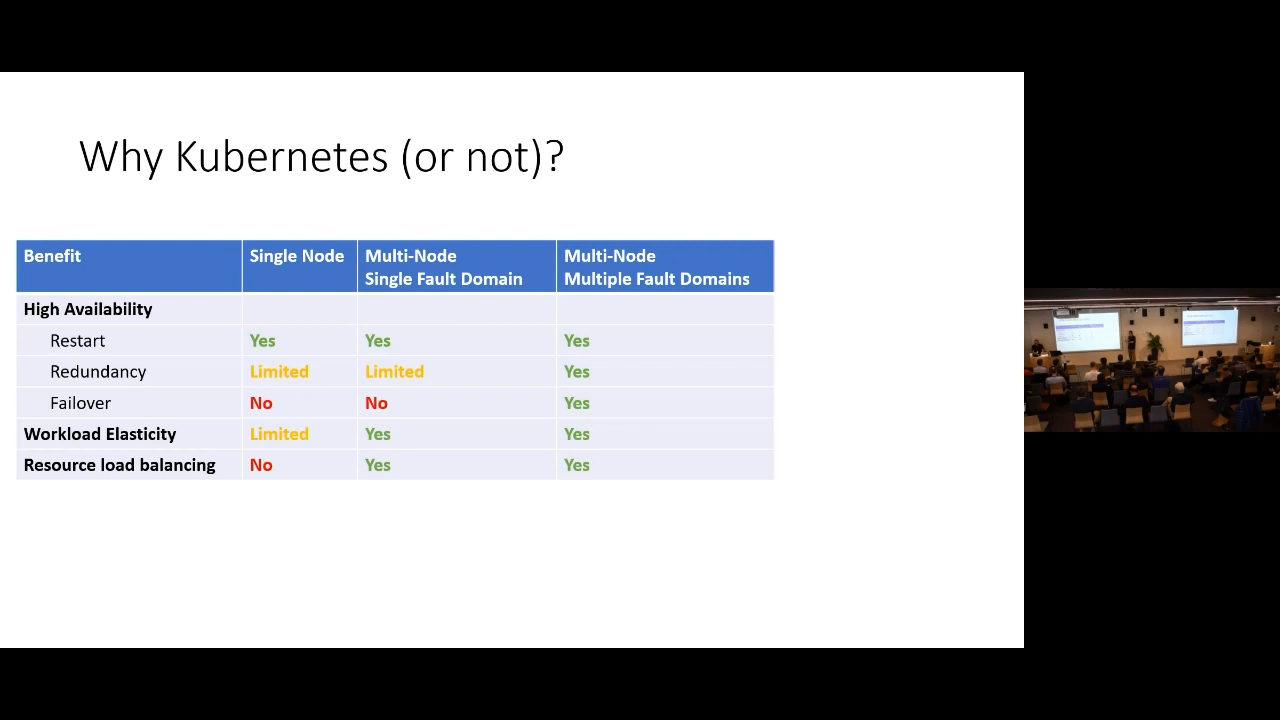 Why Kubernetes (or not)?
Benefit Single Node Multi-Node Single Fault Domain Multi-Node Multiple Fault Domains
High Availability
Restart Yes Yes Yes
Redundancy Limited Limited Yes
Failover No No Yes
Workload Elasticity Limited Yes Yes
Resource load balancing No Yes Yes